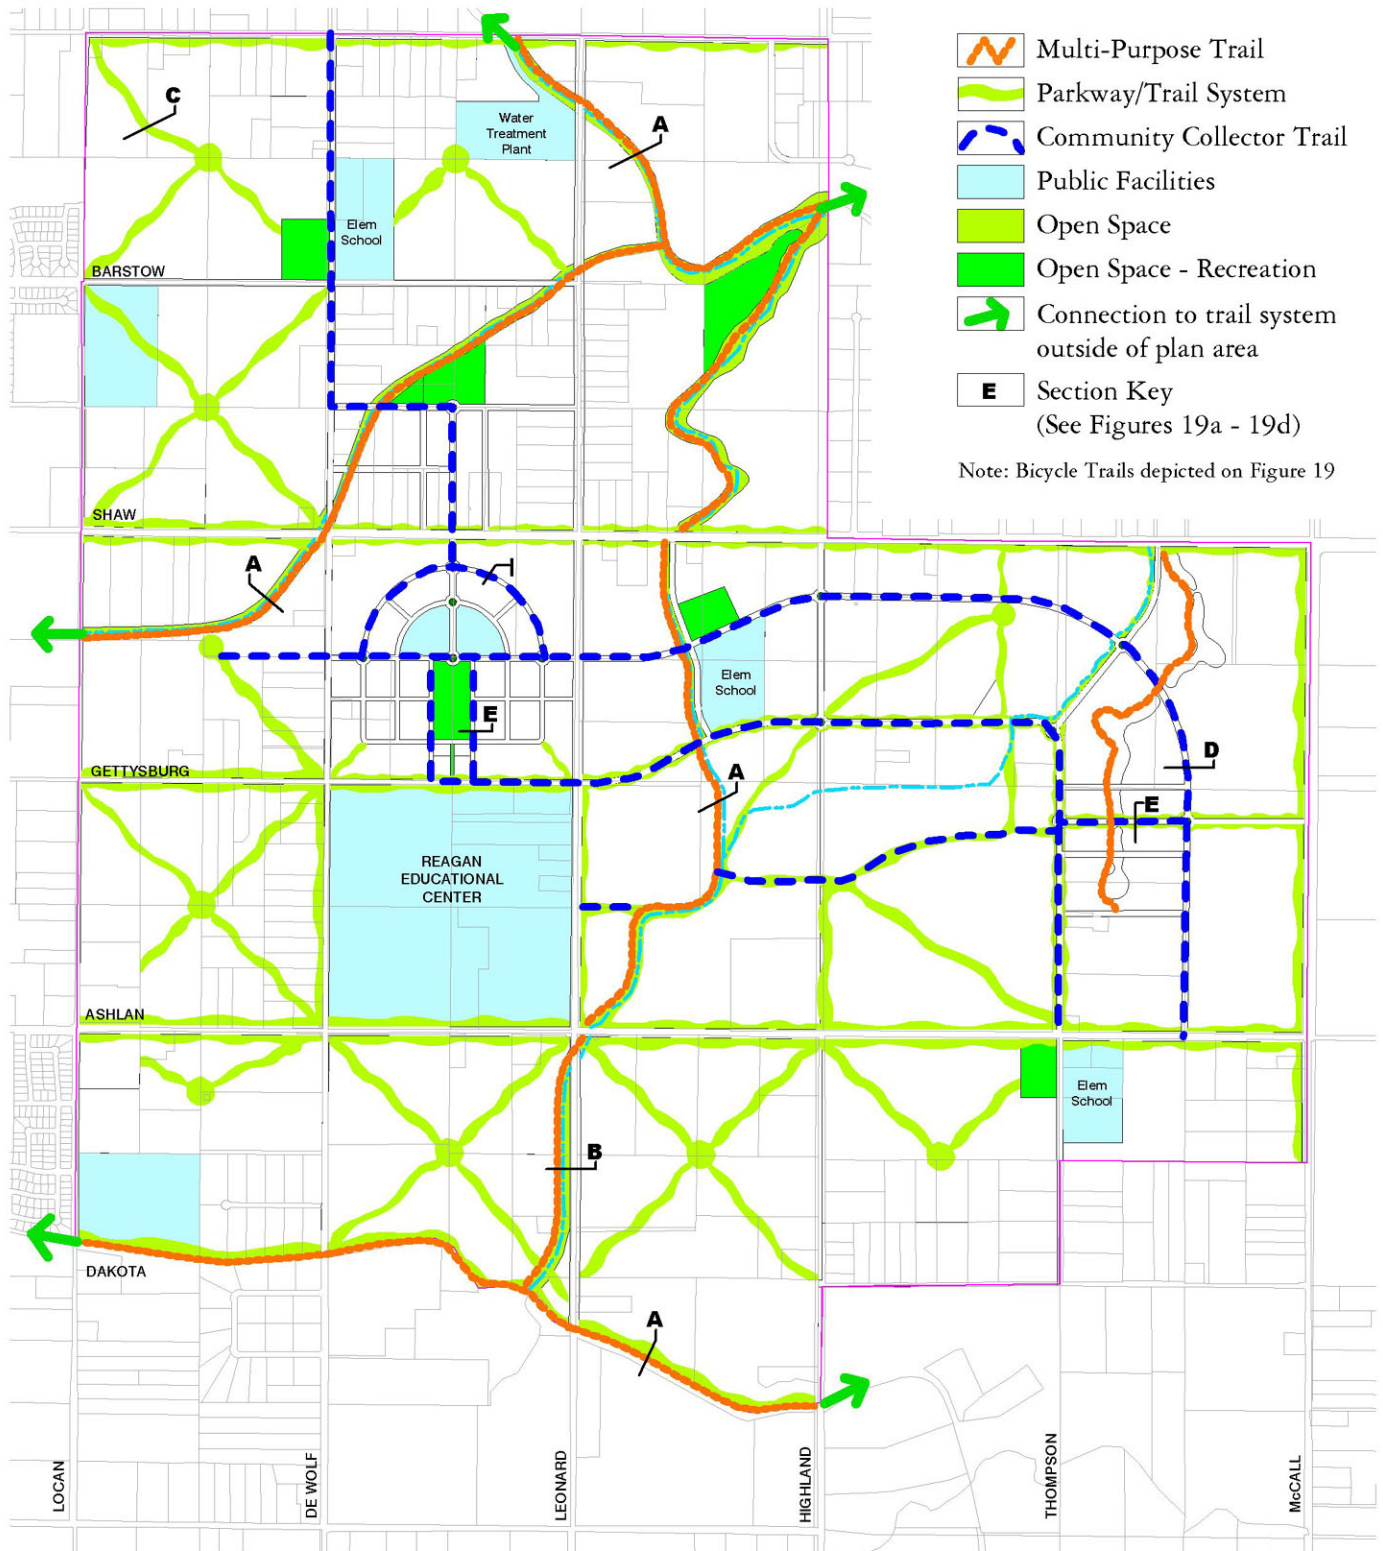 Multi-Purpose Trail
Parkway/Trail System
Community Collector Trail
Public Facilities
Open Space
Open Space - Recreation
Connection to trail system
outside of plan area
E
Section Key
(See Figures 19a - 19d)
Note: Bicycle Trails depicted on Figure 19
C
Water
Treatment
Plant
A
Elem
School
BARSTOW
SHAW
A
I
Elem
School
E
D
GETTYSBURG
A
E
REAGAN
EDUCATIONAL
CENTER
ASHLAN
Elem
School
B
DAKOTA
A
LOCAN
DE WOLF
LEONARD
HIGHLAND
THOMPSON
McCALL